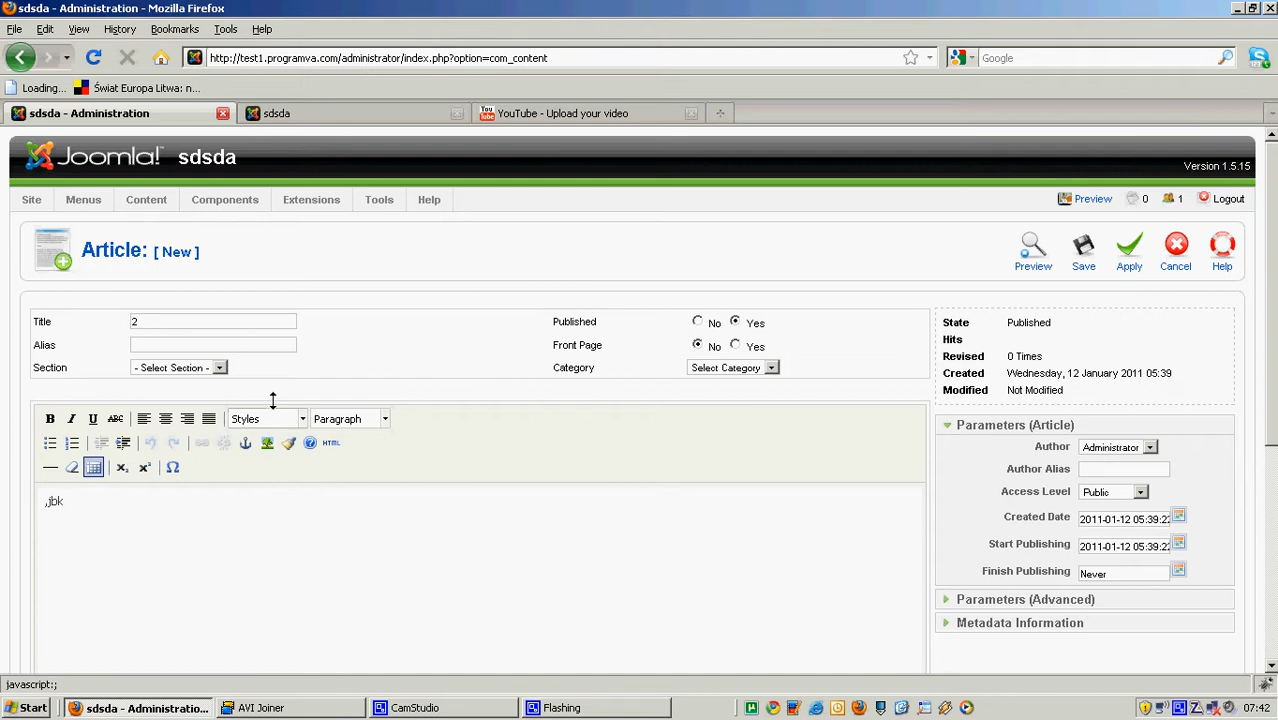 sdsda - Administration - Mozilla Firefox
File Edit View History Bookmarks Tools Help
http://test1.programva.com/administrator/index.php?option=com_content
Google
Loading... Świat Europa Litwa: n...
sdsda - Administration
sdsda
YouTube - Upload your video
Joomla! sdsda
Version 1.5.15
Site Menus Content Components Extensions Tools Help
Preview 0 1 Logout
Article: [ New ]
Preview Save Apply Cancel Help
Title 2
Published No Yes
Alias
Front Page No Yes
Section - Select Section -
Category Select Category
State Published
Hits
Revised 0 Times
Created Wednesday, 12 January 2011 05:39
Modified Not Modified
B I U ABC Styles Paragraph
HTML
,jbk
Parameters (Article)
Author Administrator
Author Alias
Access Level Public
Created Date 2011-01-12 05:39:22
Start Publishing 2011-01-12 05:39:22
Finish Publishing Never
Parameters (Advanced)
Metadata Information
javascript:;
Start sdsda - Administratio... AVI Joiner CamStudio Flashing 07:42